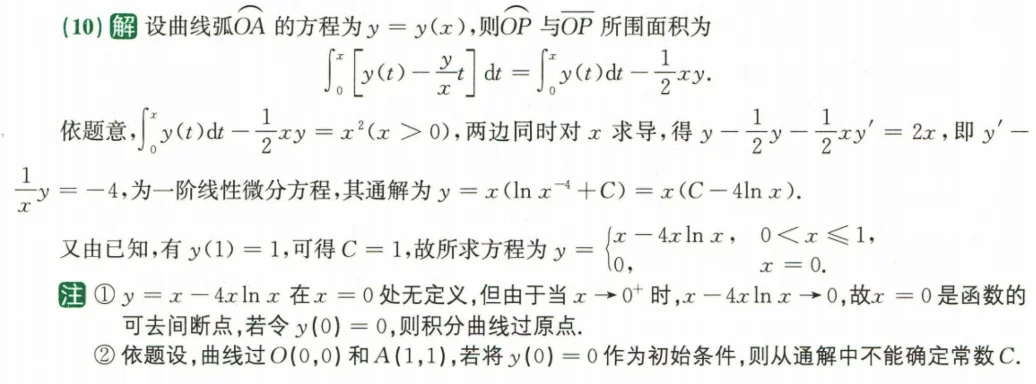 (10) 解 设曲线弧$\overset{\frown}{OA}$ 的方程为 y = y(x),则$\overset{\frown}{OP}$ 与$\overline{OP}$ 所围面积为
$\int_0^x \left[ y(t) - \frac{y}{x}t \right] \mathrm{d}t = \int_0^x y(t)\mathrm{d}t - \frac{1}{2}xy.$
依题意,$\int_0^x y(t)\mathrm{d}t - \frac{1}{2}xy = x^2 (x > 0)$,两边同时对 x 求导,得 $y - \frac{1}{2}y - \frac{1}{2}xy' = 2x$,即 $y' -$
$\frac{1}{x}y = -4$,为一阶线性微分方程,其通解为 $y = x(\ln x^{-4} + C) = x(C - 4\ln x)$.
又由已知,有 y(1) = 1,可得 C = 1,故所求方程为 $y = \begin{cases} x - 4x\ln x, & 0 < x \leqslant 1, \\ 0, & x = 0. \end{cases}$
注 ① y = x − 4x ln x 在 x = 0 处无定义,但由于当 $x \to 0^+$ 时,x − 4x ln x → 0,故x = 0 是函数的
可去间断点,若令 y(0) = 0,则积分曲线过原点.
② 依题设,曲线过 O(0,0) 和 A(1,1),若将 y(0) = 0 作为初始条件,则从通解中不能确定常数 C.